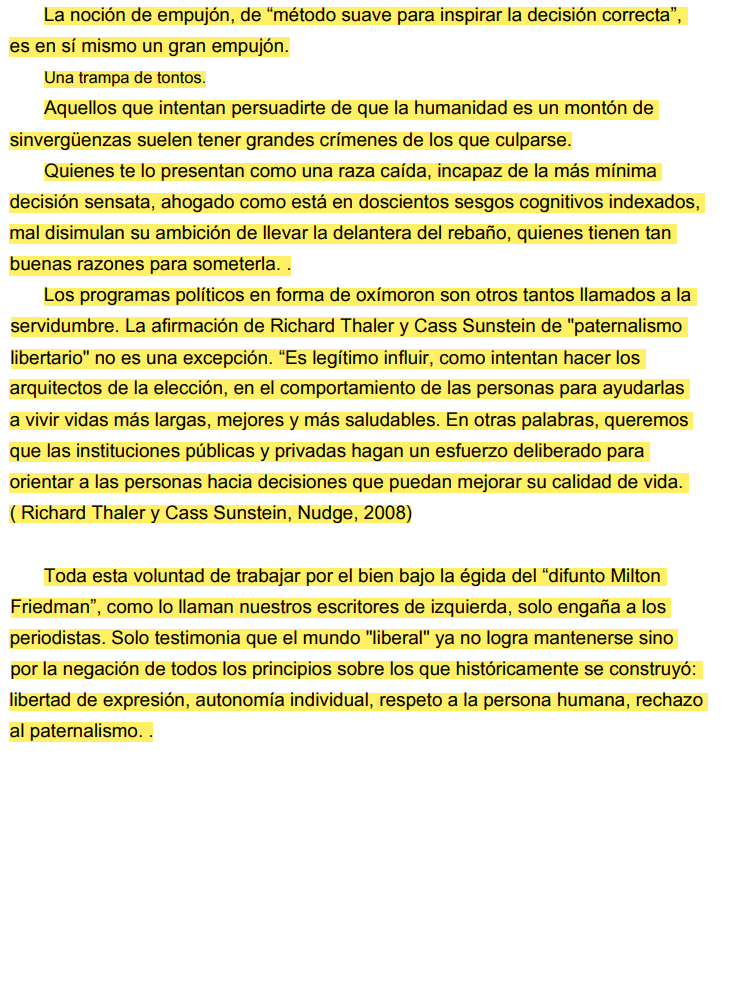 La noción de empujón, de “método suave para inspirar la decisión correcta”,
es en sí mismo un gran empujón.
Una trampa de tontos.
Aquellos que intentan persuadirte de que la humanidad es un montón de
sinvergüenzas suelen tener grandes crímenes de los que culparse.
Quienes te lo presentan como una raza caída, incapaz de la más mínima
decisión sensata, ahogado como está en doscientos sesgos cognitivos indexados,
mal disimulan su ambición de llevar la delantera del rebaño, quienes tienen tan
buenas razones para someterla. .
Los programas políticos en forma de oxímoron son otros tantos llamados a la
servidumbre. La afirmación de Richard Thaler y Cass Sunstein de "paternalismo
libertario" no es una excepción. “Es legítimo influir, como intentan hacer los
arquitectos de la elección, en el comportamiento de las personas para ayudarlas
a vivir vidas más largas, mejores y más saludables. En otras palabras, queremos
que las instituciones públicas y privadas hagan un esfuerzo deliberado para
orientar a las personas hacia decisiones que puedan mejorar su calidad de vida.
( Richard Thaler y Cass Sunstein, Nudge, 2008)
Toda esta voluntad de trabajar por el bien bajo la égida del “difunto Milton
Friedman”, como lo llaman nuestros escritores de izquierda, solo engaña a los
periodistas. Solo testimonia que el mundo "liberal" ya no logra mantenerse sino
por la negación de todos los principios sobre los que históricamente se construyó:
libertad de expresión, autonomía individual, respeto a la persona humana, rechazo
al paternalismo. .